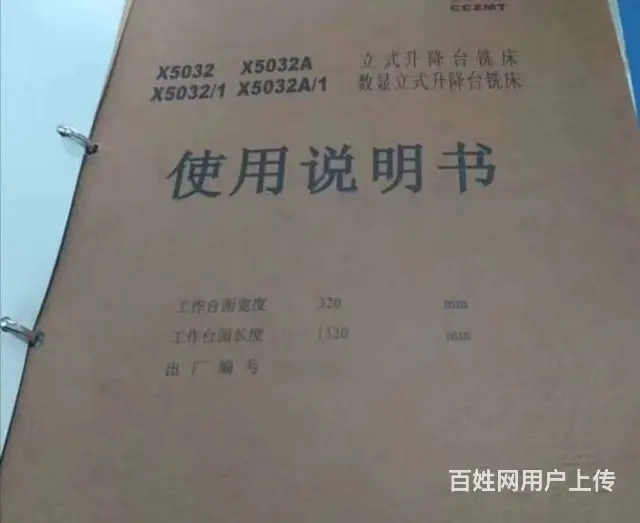 CCZMT
X5032 X5032A 立式升降台铣床
X5032/1 X5032A/1 数显立式升降台铣床
使用说明书
工作台面宽度 320 mm
工作台面长度 1320 mm
出厂编号
百姓网用户上传